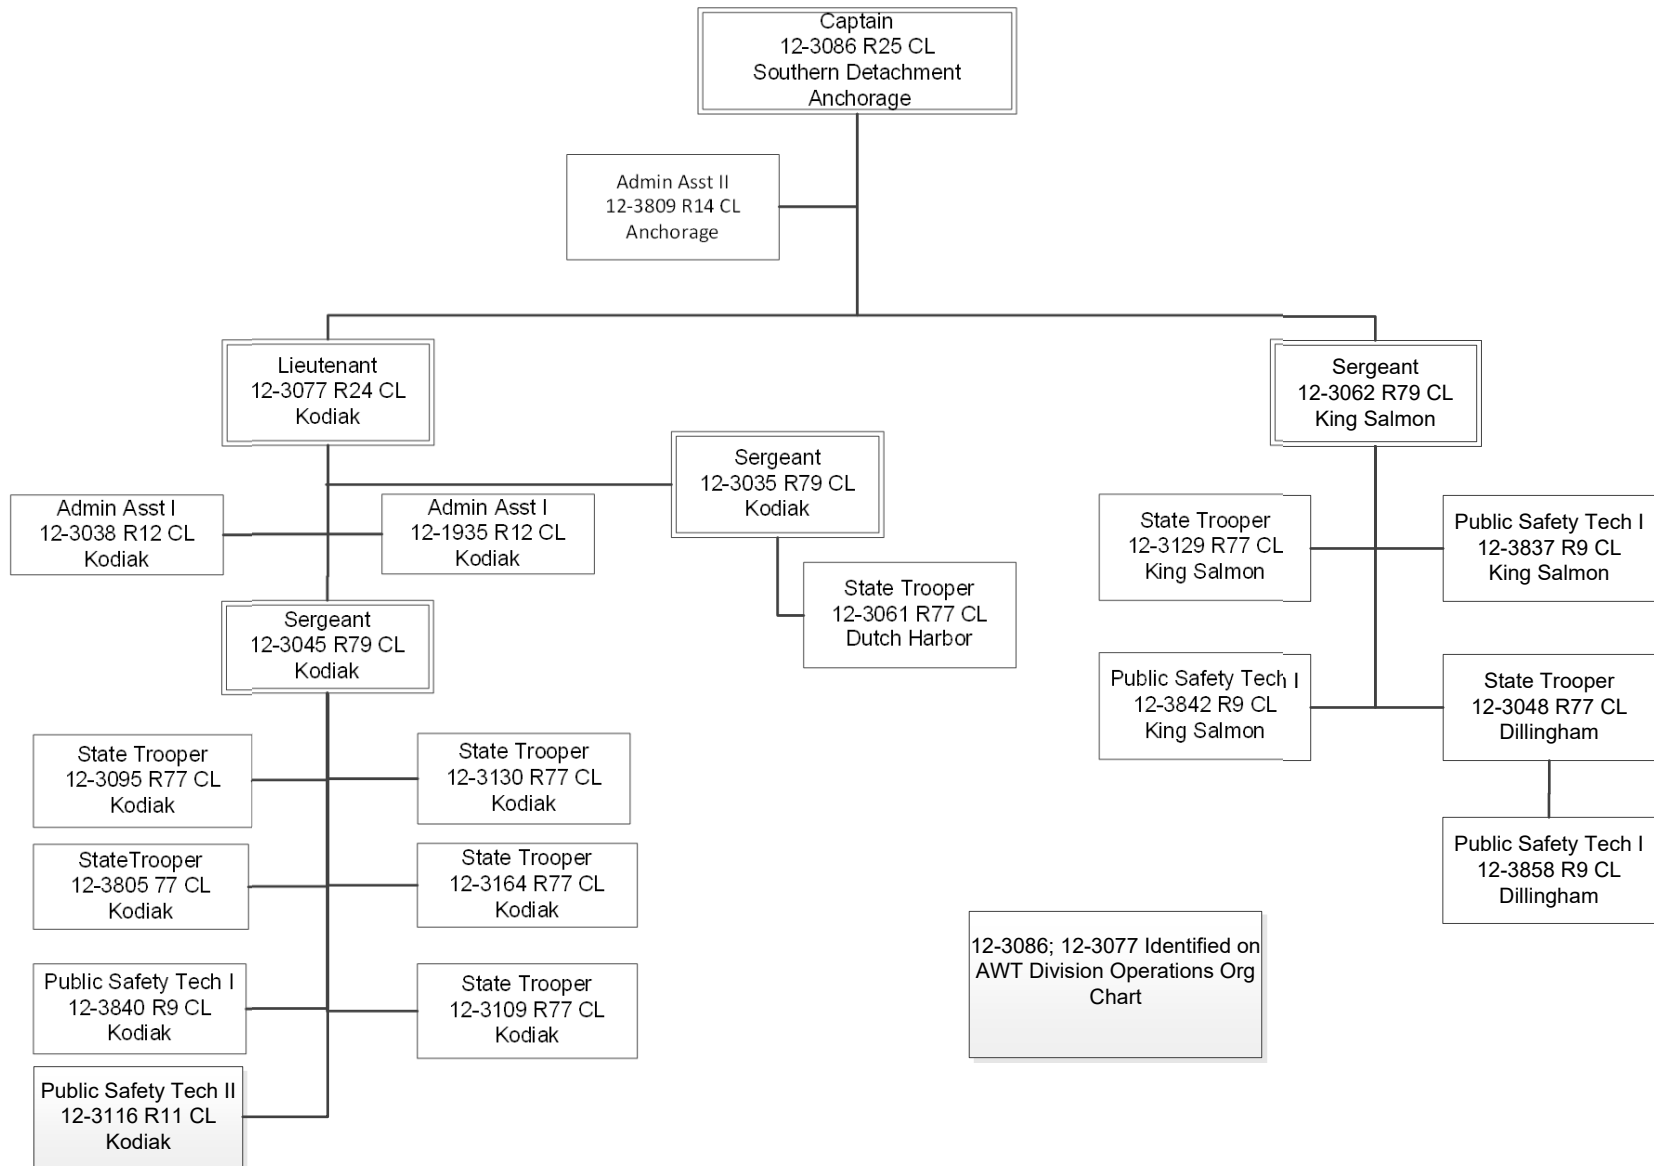 Captain
12-3086 R25 CL
Southern Detachment
Anchorage
Admin Asst II
12-3809 R14 CL
Anchorage
Lieutenant
12-3077 R24 CL
Kodiak
Sergeant
12-3062 R79 CL
King Salmon
Sergeant
12-3035 R79 CL
Kodiak
Admin Asst I
12-3038 R12 CL
Kodiak
Admin Asst I
12-1935 R12 CL
Kodiak
State Trooper
12-3061 R77 CL
Dutch Harbor
State Trooper
12-3129 R77 CL
King Salmon
Public Safety Tech I
12-3837 R9 CL
King Salmon
Sergeant
12-3045 R79 CL
Kodiak
Public Safety Tech I
12-3842 R9 CL
King Salmon
State Trooper
12-3048 R77 CL
Dillingham
State Trooper
12-3095 R77 CL
Kodiak
State Trooper
12-3130 R77 CL
Kodiak
StateTrooper
12-3805 77 CL
Kodiak
State Trooper
12-3164 R77 CL
Kodiak
Public Safety Tech I
12-3858 R9 CL
Dillingham
Public Safety Tech I
12-3840 R9 CL
Kodiak
State Trooper
12-3109 R77 CL
Kodiak
12-3086; 12-3077 Identified on
AWT Division Operations Org
Chart
Public Safety Tech II
12-3116 R11 CL
Kodiak